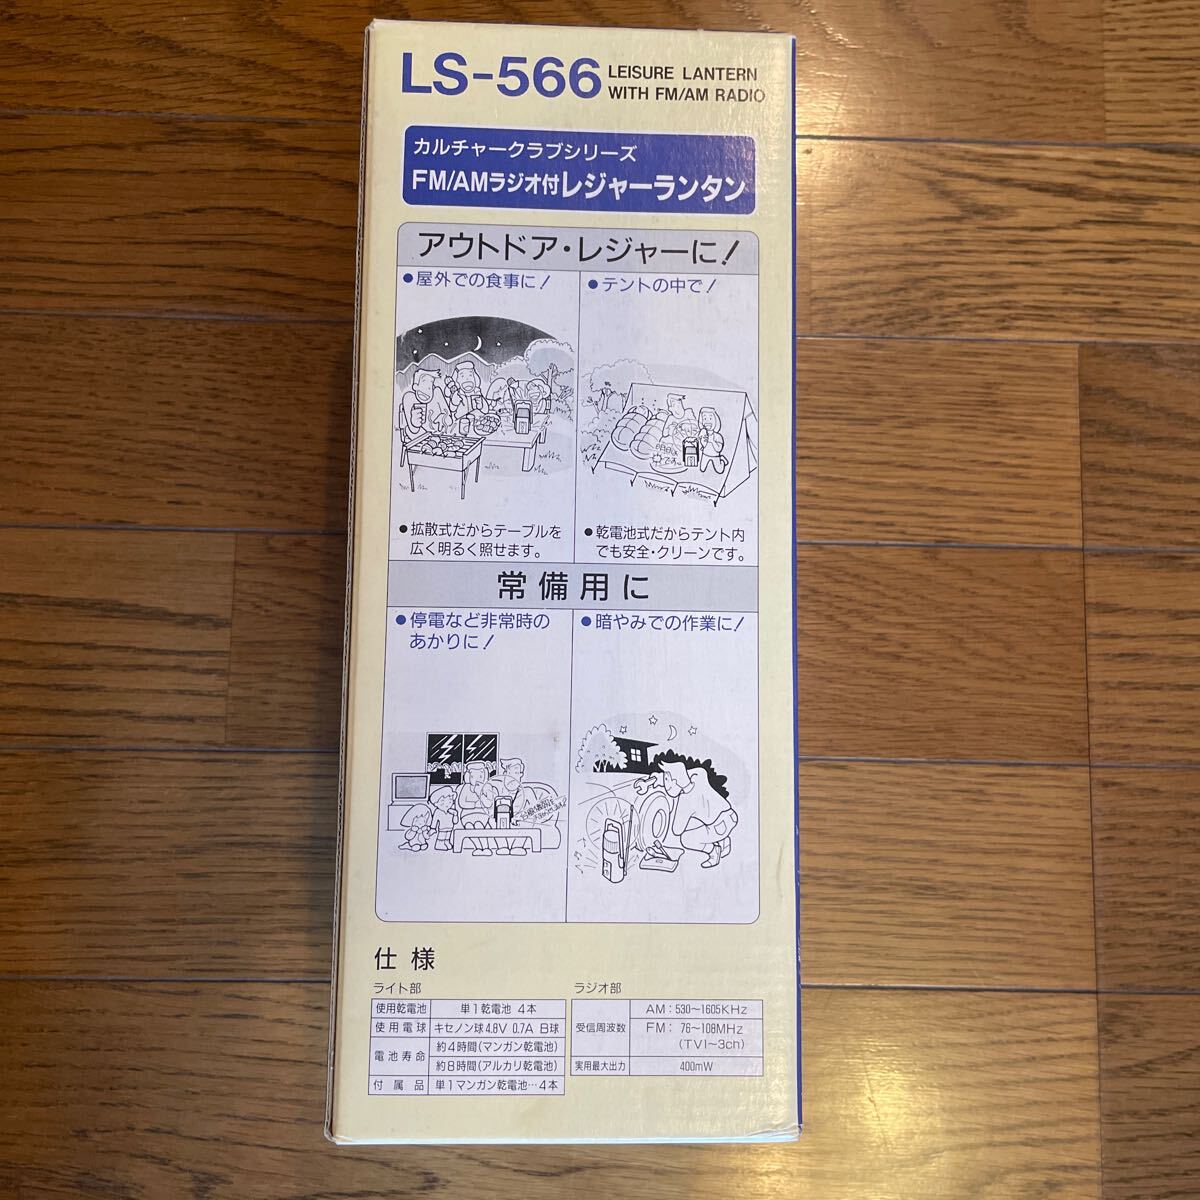 LS-566
LEISURE LANTERN
WITH FM/AM RADIO
カルチャークラブシリーズ
FM/AMラジオ付レジャーランタン
アウトドア・レジャーに!
●屋外での食事に!
●テントの中で!
●拡散式だからテーブルを
広く明るく照せます。
●乾電池式だからテント内
でも安全・クリーンです。
常備用に
●停電など非常時の
あかりに!
●暗やみでの作業に!
仕様
ライト部
使用乾電池 単1乾電池 4本
使用電球 キセノン球4.8V 0.7A B球
電池寿命 約4時間(マンガン乾電池)
約8時間(アルカリ乾電池)
付属品 単1マンガン乾電池…4本
ラジオ部
受信周波数 AM:530~1605KHz
FM: 76~108MHz
(TV1~3ch)
実用最大出力 400mW